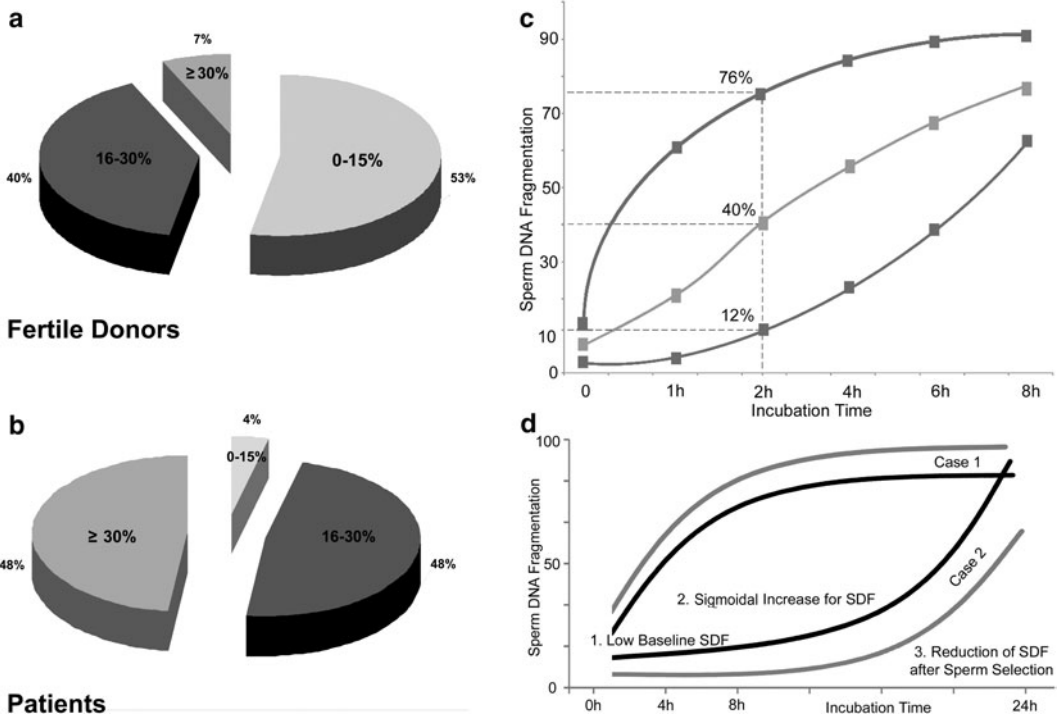 a
7%
≥ 30%
16-30%
0-15%
40%
53%
Fertile Donors
b
4%
0-15%
≥ 30%
16-30%
48%
48%
Patients
c
Sperm DNA Fragmentation
90
70
50
30
10
0
76%
40%
12%
0
1h
2h
4h
6h
8h
Incubation Time
d
Sperm DNA Fragmentation
100
50
0
Case 1
Case 2
2. Sigmoidal Increase for SDF
1. Low Baseline SDF
3. Reduction of SDF
after Sperm Selection
0h
4h
8h
Incubation Time
24h